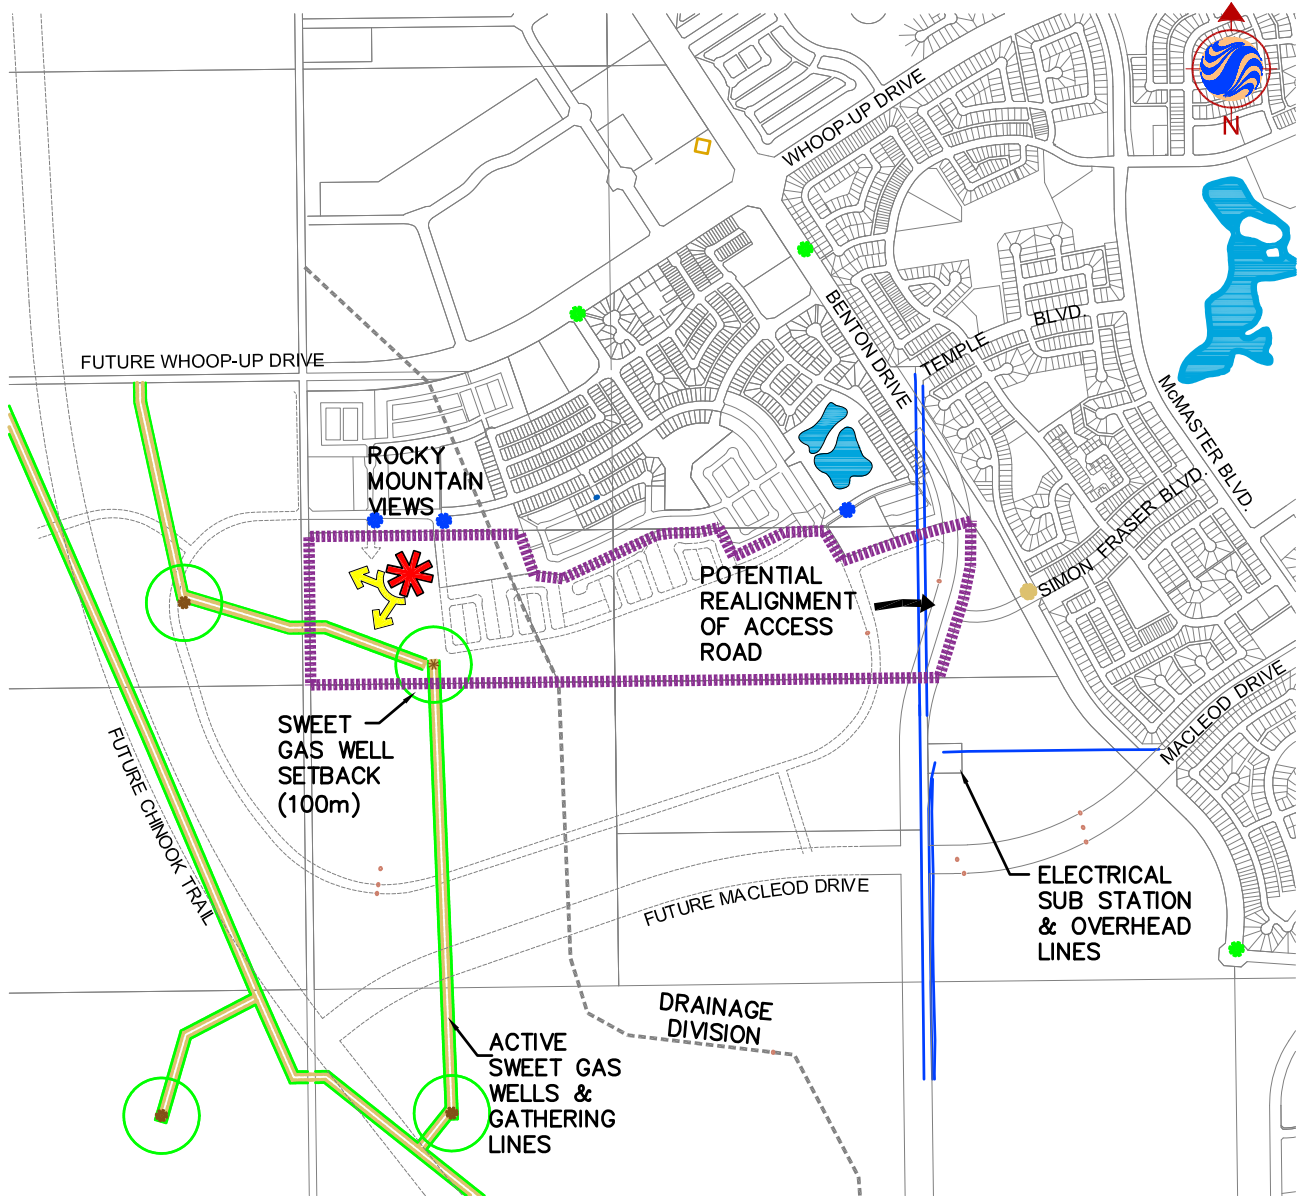 N
WHOOP-UP DRIVE
BENTON DRIVE
TEMPLE
BLVD.
FUTURE WHOOP-UP DRIVE
McMASTER BLVD.
ROCKY
MOUNTAIN
VIEWS
SIMON FRASER BLVD.
POTENTIAL
REALIGNMENT
OF ACCESS
ROAD
MACLEOD DRIVE
SWEET
GAS WELL
SETBACK
(100m)
FUTURE CHINOOK TRAIL
FUTURE MACLEOD DRIVE
ELECTRICAL
SUB STATION
& OVERHEAD
LINES
DRAINAGE
DIVISION
ACTIVE
SWEET GAS
WELLS &
GATHERING
LINES